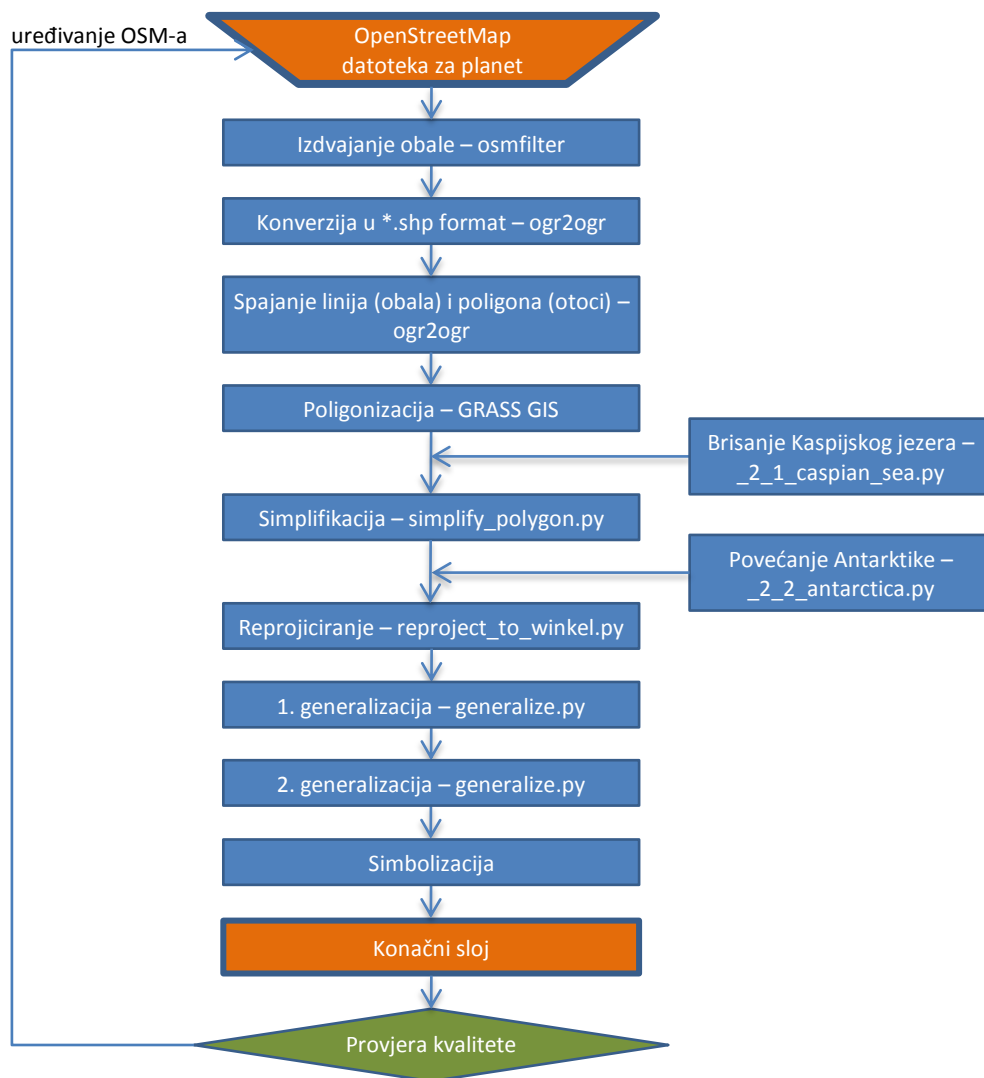 uređivanje OSM-a
OpenStreetMap
datoteka za planet
Izdvajanje obale – osmfilter
Konverzija u *.shp format – ogr2ogr
Spajanje linija (obala) i poligona (otoci) –
ogr2ogr
Poligonizacija – GRASS GIS
Brisanje Kaspijskog jezera –
_2_1_caspian_sea.py
Simplifikacija – simplify_polygon.py
Povećanje Antarktike –
_2_2_antarctica.py
Reprojiciranje – reproject_to_winkel.py
1. generalizacija – generalize.py
2. generalizacija – generalize.py
Simbolizacija
Konačni sloj
Provjera kvalitete